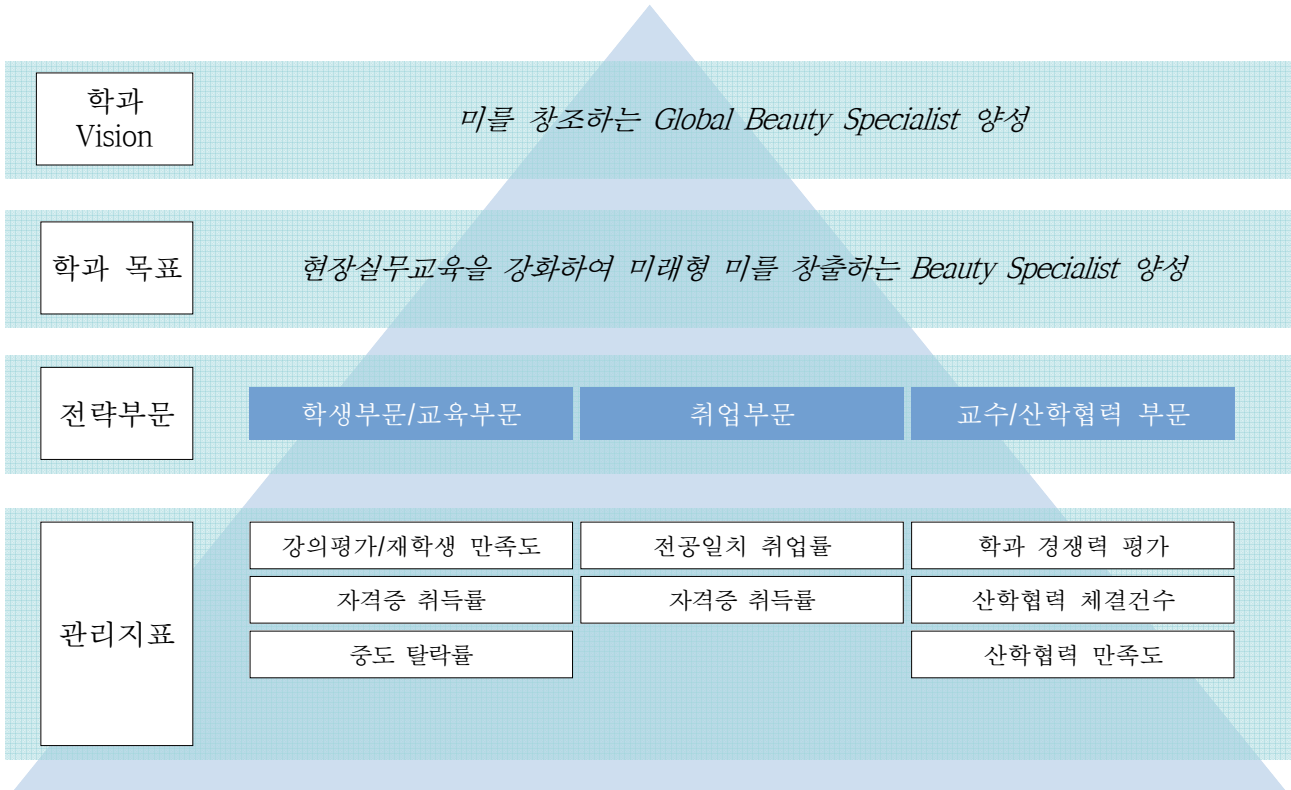 학과
Vision
미를 창조하는 Global Beauty Specialist 양성
학과 목표
현장실무교육을 강화하여 미래형 미를 창출하는 Beauty Specialist 양성
전략부문
학생부문/교육부문
취업부문
교수/산학협력 부문
관리지표
강의평가/재학생 만족도
전공일치 취업률
학과 경쟁력 평가
자격증 취득률
자격증 취득률
산학협력 체결건수
중도 탈락률
산학협력 만족도